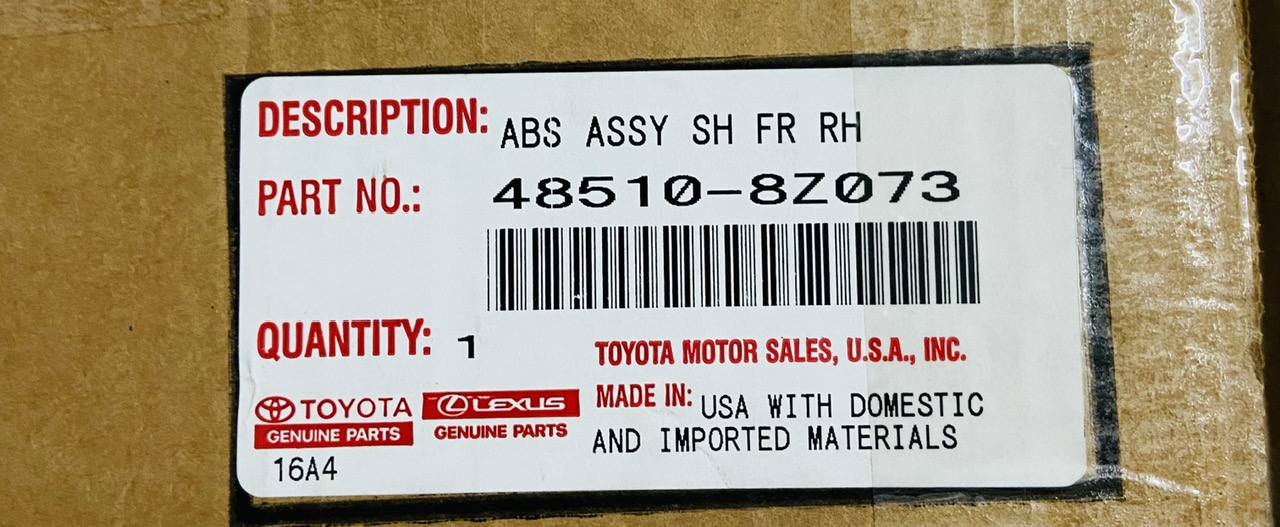 DESCRIPTION: ABS ASSY SH FR RH
PART NO.: 48510-8Z073
QUANTITY: 1
TOYOTA MOTOR SALES, U.S.A., INC.
TOYOTA
GENUINE PARTS
LEXUS
GENUINE PARTS
MADE IN: USA WITH DOMESTIC
AND IMPORTED MATERIALS
16A4